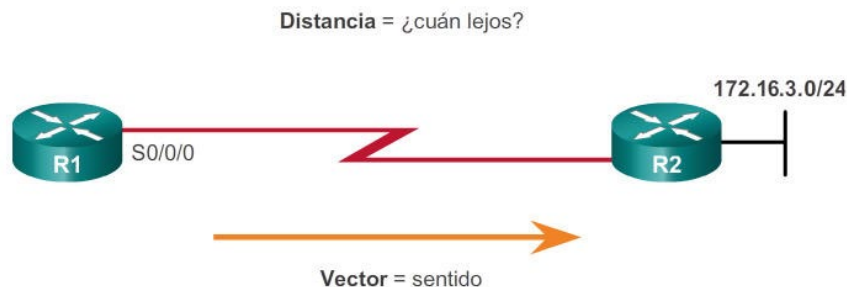 Distancia = ¿cuán lejos?
172.16.3.0/24
S0/0/0
R1
R2
Vector = sentido